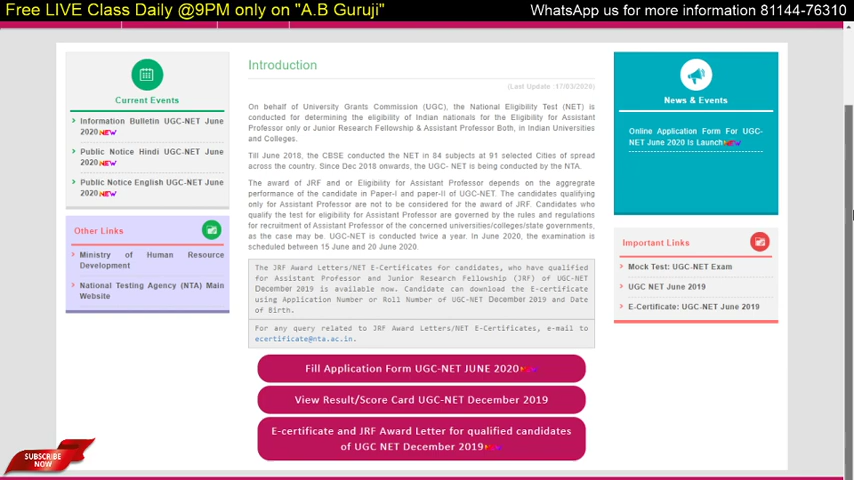 Free LIVE Class Daily @9PM only on "A.B Guruji"
WhatsApp us for more information 81144-76310
Current Events
Information Bulletin UGC-NET June
2020 NEW
Public Notice Hindi UGC-NET June
2020 NEW
Public Notice English UGC-NET June
2020 NEW
Other Links
Ministry of Human Resource
Development
National Testing Agency (NTA) Main
Website
Introduction
(Last Update :17/03/2020)
On behalf of University Grants Commission (UGC), the National Eligibility Test (NET) is
conducted for determining the eligibility of Indian nationals for the Eligibility for Assistant
Professor only or Junior Research Fellowship & Assistant Professor Both, in Indian Universities
and Colleges.
Till June 2018, the CBSE conducted the NET in 84 subjects at 91 selected Cities of spread
across the country. Since Dec 2018 onwards, the UGC- NET is being conducted by the NTA.
The award of JRF and or Eligibility for Assistant Professor depends on the aggregrate
performance of the candidate in Paper-I and paper-II of UGC-NET. The candidates qualifying
only for Assistant Professor are not to be considered for the award of JRF. Candidates who
qualify the test for eligibility for Assistant Professor are governed by the rules and regulations
for recruitment of Assistant Professor of the concerned universities/colleges/state governments,
as the case may be. UGC-NET is conducted twice a year. In June 2020, the examination is
scheduled between 15 June and 20 June 2020.
The JRF Award Letters/NET E-Certificates for candidates, who have qualified
for Assistant Professor and Junior Research Fellowship (JRF) of UGC-NET
December 2019 is available now. Candidate can download the E-certificate
using Application Number or Roll Number of UGC-NET December 2019 and Date
of Birth.
For any query related to JRF Award Letters/NET E-Certificates, e-mail to
ecertificate@nta.ac.in.
Fill Application Form UGC-NET JUNE 2020
View Result/Score Card UGC-NET December 2019
E-certificate and JRF Award Letter for qualified candidates
of UGC NET December 2019
News & Events
Online Application Form For UGC-
NET June 2020 Is Launch NEW
Important Links
Mock Test: UGC-NET Exam
UGC NET June 2019
E-Certificate: UGC-NET June 2019
SUBSCRIBE
NOW